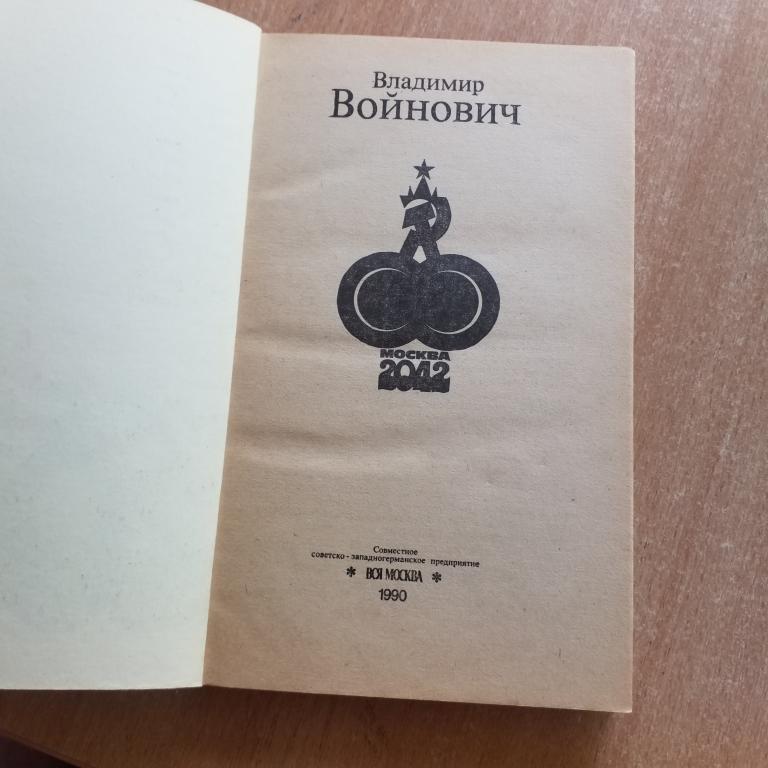 Владимир
Войнович
МОСКВА
2042
Совместное
советско-западногерманское предприятие
* ВСЯ МОСКВА *
1990